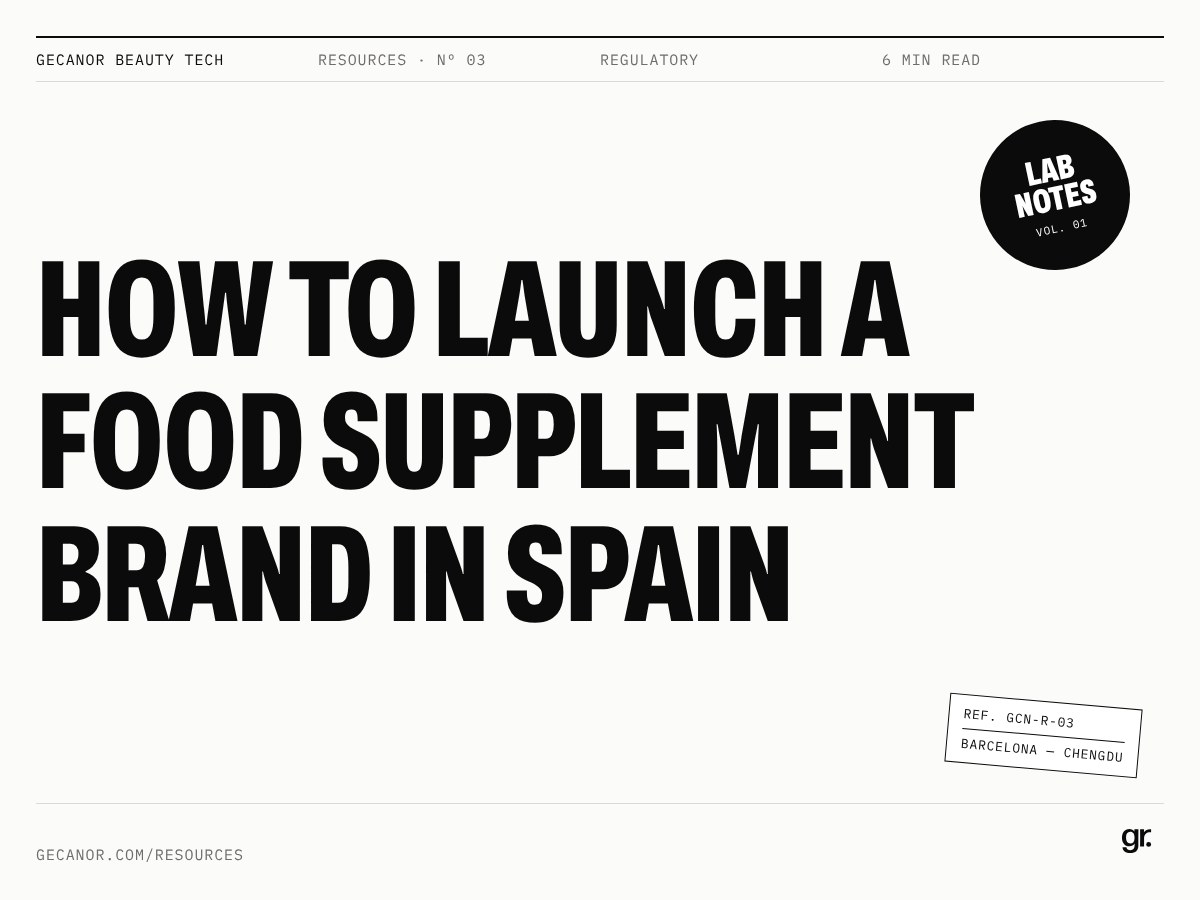 GECANOR BEAUTY TECH
RESOURCES · Nº 03
REGULATORY
6 MIN READ
LAB
NOTES
VOL. 01
HOW TO LAUNCH A
FOOD SUPPLEMENT
BRAND IN SPAIN
REF. GCN-R-03
BARCELONA — CHENGDU
GECANOR.COM/RESOURCES
gr.